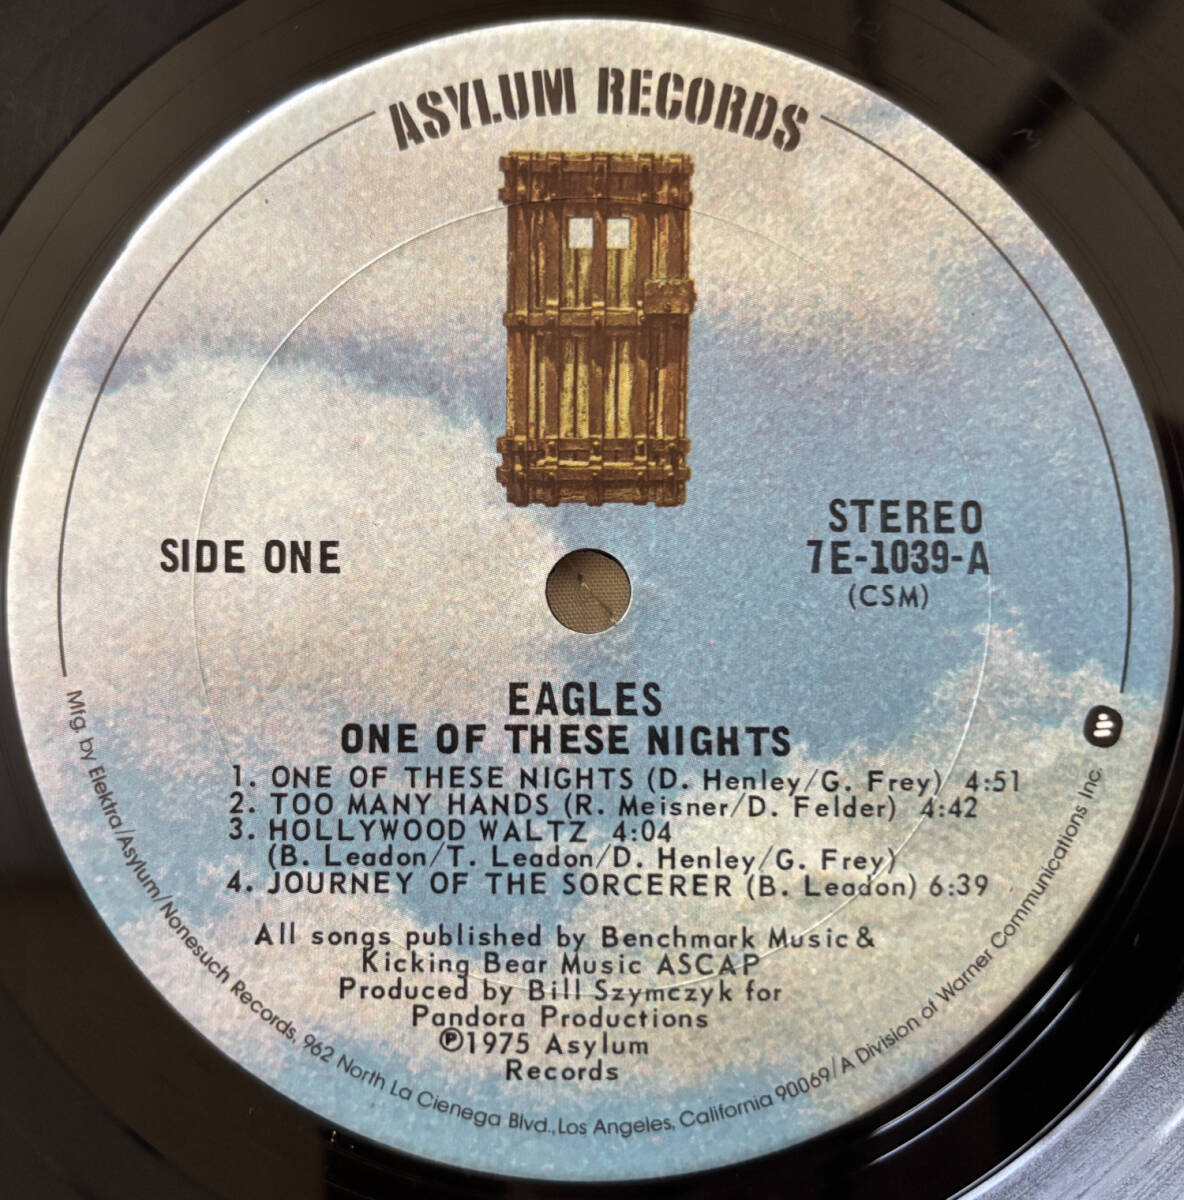 ASYLUM RECORDS
SIDE ONE
STEREO
7E-1039-A
(CSM)
EAGLES
ONE OF THESE NIGHTS
1. ONE OF THESE NIGHTS (D. Henley/G. Frey) 4:51
2. TOO MANY HANDS (R. Meisner/D. Felder) 4:42
3. HOLLYWOOD WALTZ 4:04
(B. Leadon/T. Leadon/D. Henley/G. Frey)
4. JOURNEY OF THE SORCERER (B. Leadon) 6:39
All songs published by Benchmark Music &
Kicking Bear Music ASCAP
Produced by Bill Szymczyk for
Pandora Productions
Ⓟ1975 Asylum
Records
Mfg. by Elektra/Asylum/Nonesuch Records, 962 North La Cienega Blvd., Los Angeles, California 90069/A Division of Warner Communications Inc.